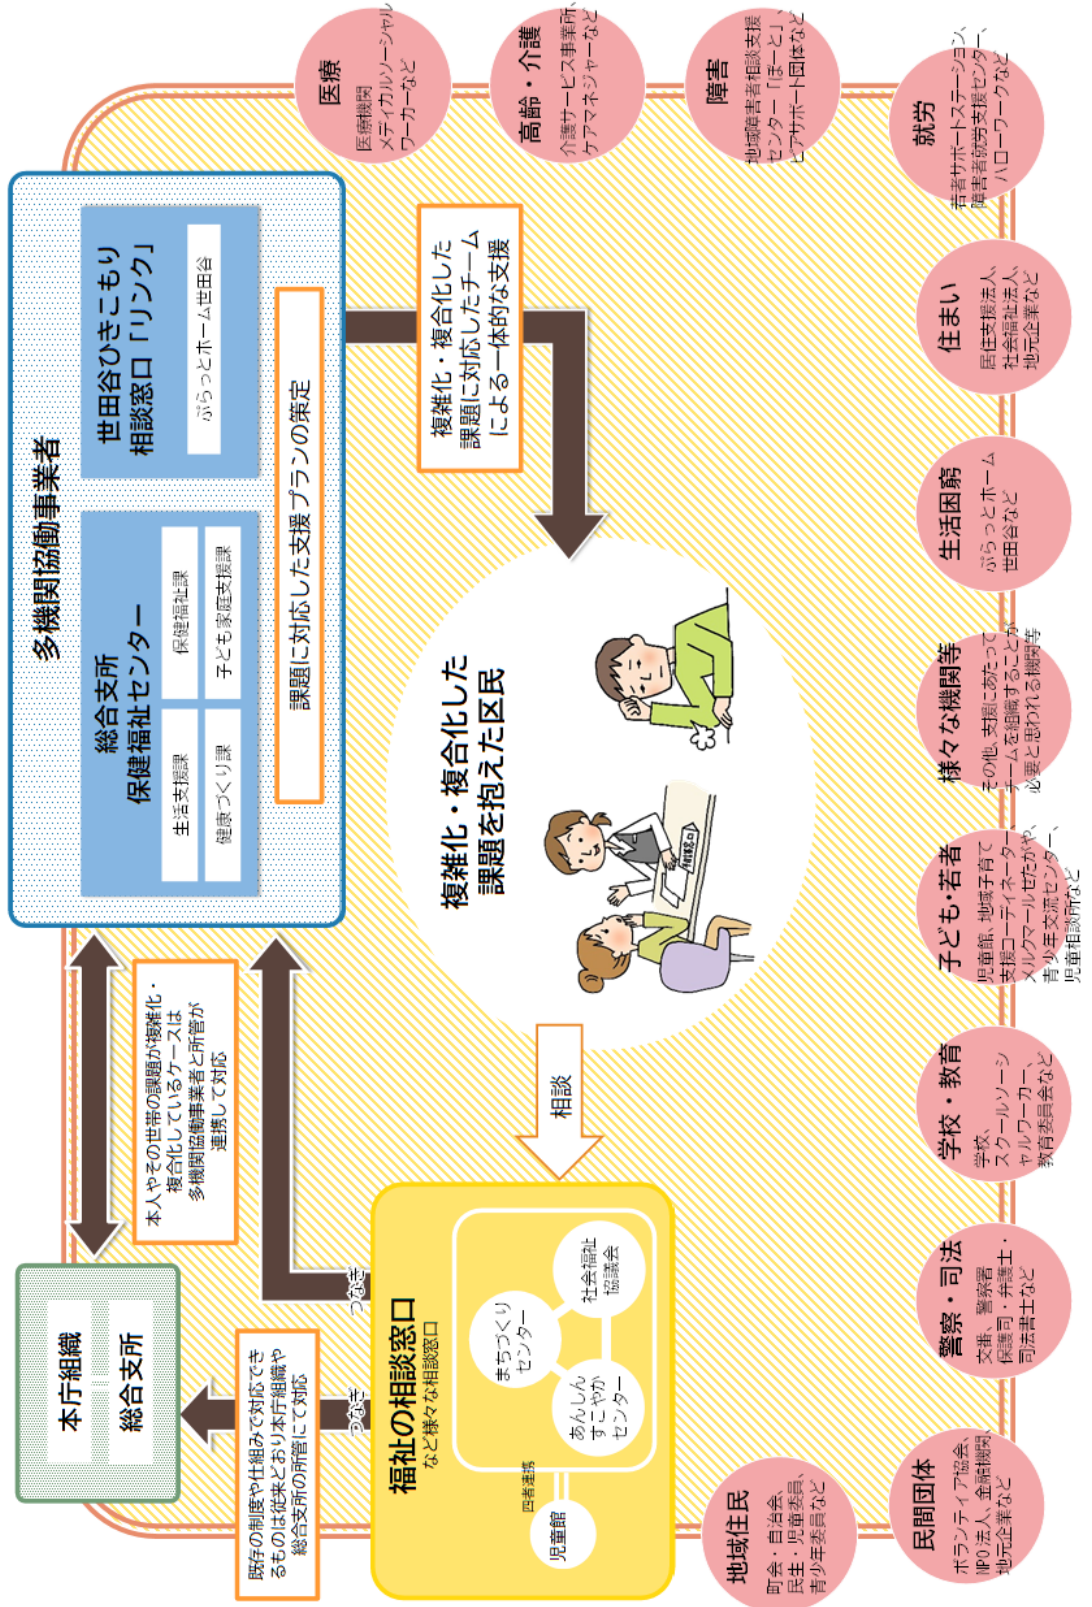 本庁組織
総合支所
既存の制度や仕組みで対応でき
るものは従来どおり本庁組織や
総合支所の所管にて対応
本人やその世帯の課題が複雑化・
複合化しているケースは
多機関協働事業者と所管が
連携して対応
多機関協働事業者
総合支所
保健福祉センター
生活支援課
保健福祉課
健康づくり課
子ども家庭支援課
世田谷ひきこもり
相談窓口「リンク」
ぷらっとホーム世田谷
課題に対応した支援プランの策定
つなぎ
つなぎ
福祉の相談窓口
など様々な相談窓口
四者連携
児童館
まちづくり
センター
あんしん
すこやか
センター
社会福祉
協議会
相談
複雑化・複合化した
課題を抱えた区民
複雑化・複合化した
課題に対応したチーム
による一体的な支援
医療
医療機関
メディカルソーシャル
ワーカーなど
高齢・介護
介護サービス事業所、
ケアマネジャーなど
障害
地域障害者相談支援
センター「ぽーと」、
ピアサポート団体など
就労
若者サポートステーション、
障害者就労支援センター、
ハローワークなど
住まい
居住支援法人、
社会福祉法人、
地元企業など
生活困窮
ぷらっとホーム
世田谷など
様々な機関等
その他、支援にあたって
チームを組織することが
必要と思われる機関等
子ども・若者
児童館、地域子育て
支援コーディネーター、
メルクマールせたがや、
青少年交流センター、
児童相談所など
学校・教育
学校、
スクールソーシ
ャルワーカー、
教育委員会など
警察・司法
交番、警察署
保護司・弁護士・
司法書士など
民間団体
ボランティア協会、
NPO法人、金融機関、
地元企業など
地域住民
町会・自治会、
民生・児童委員、
青少年委員など